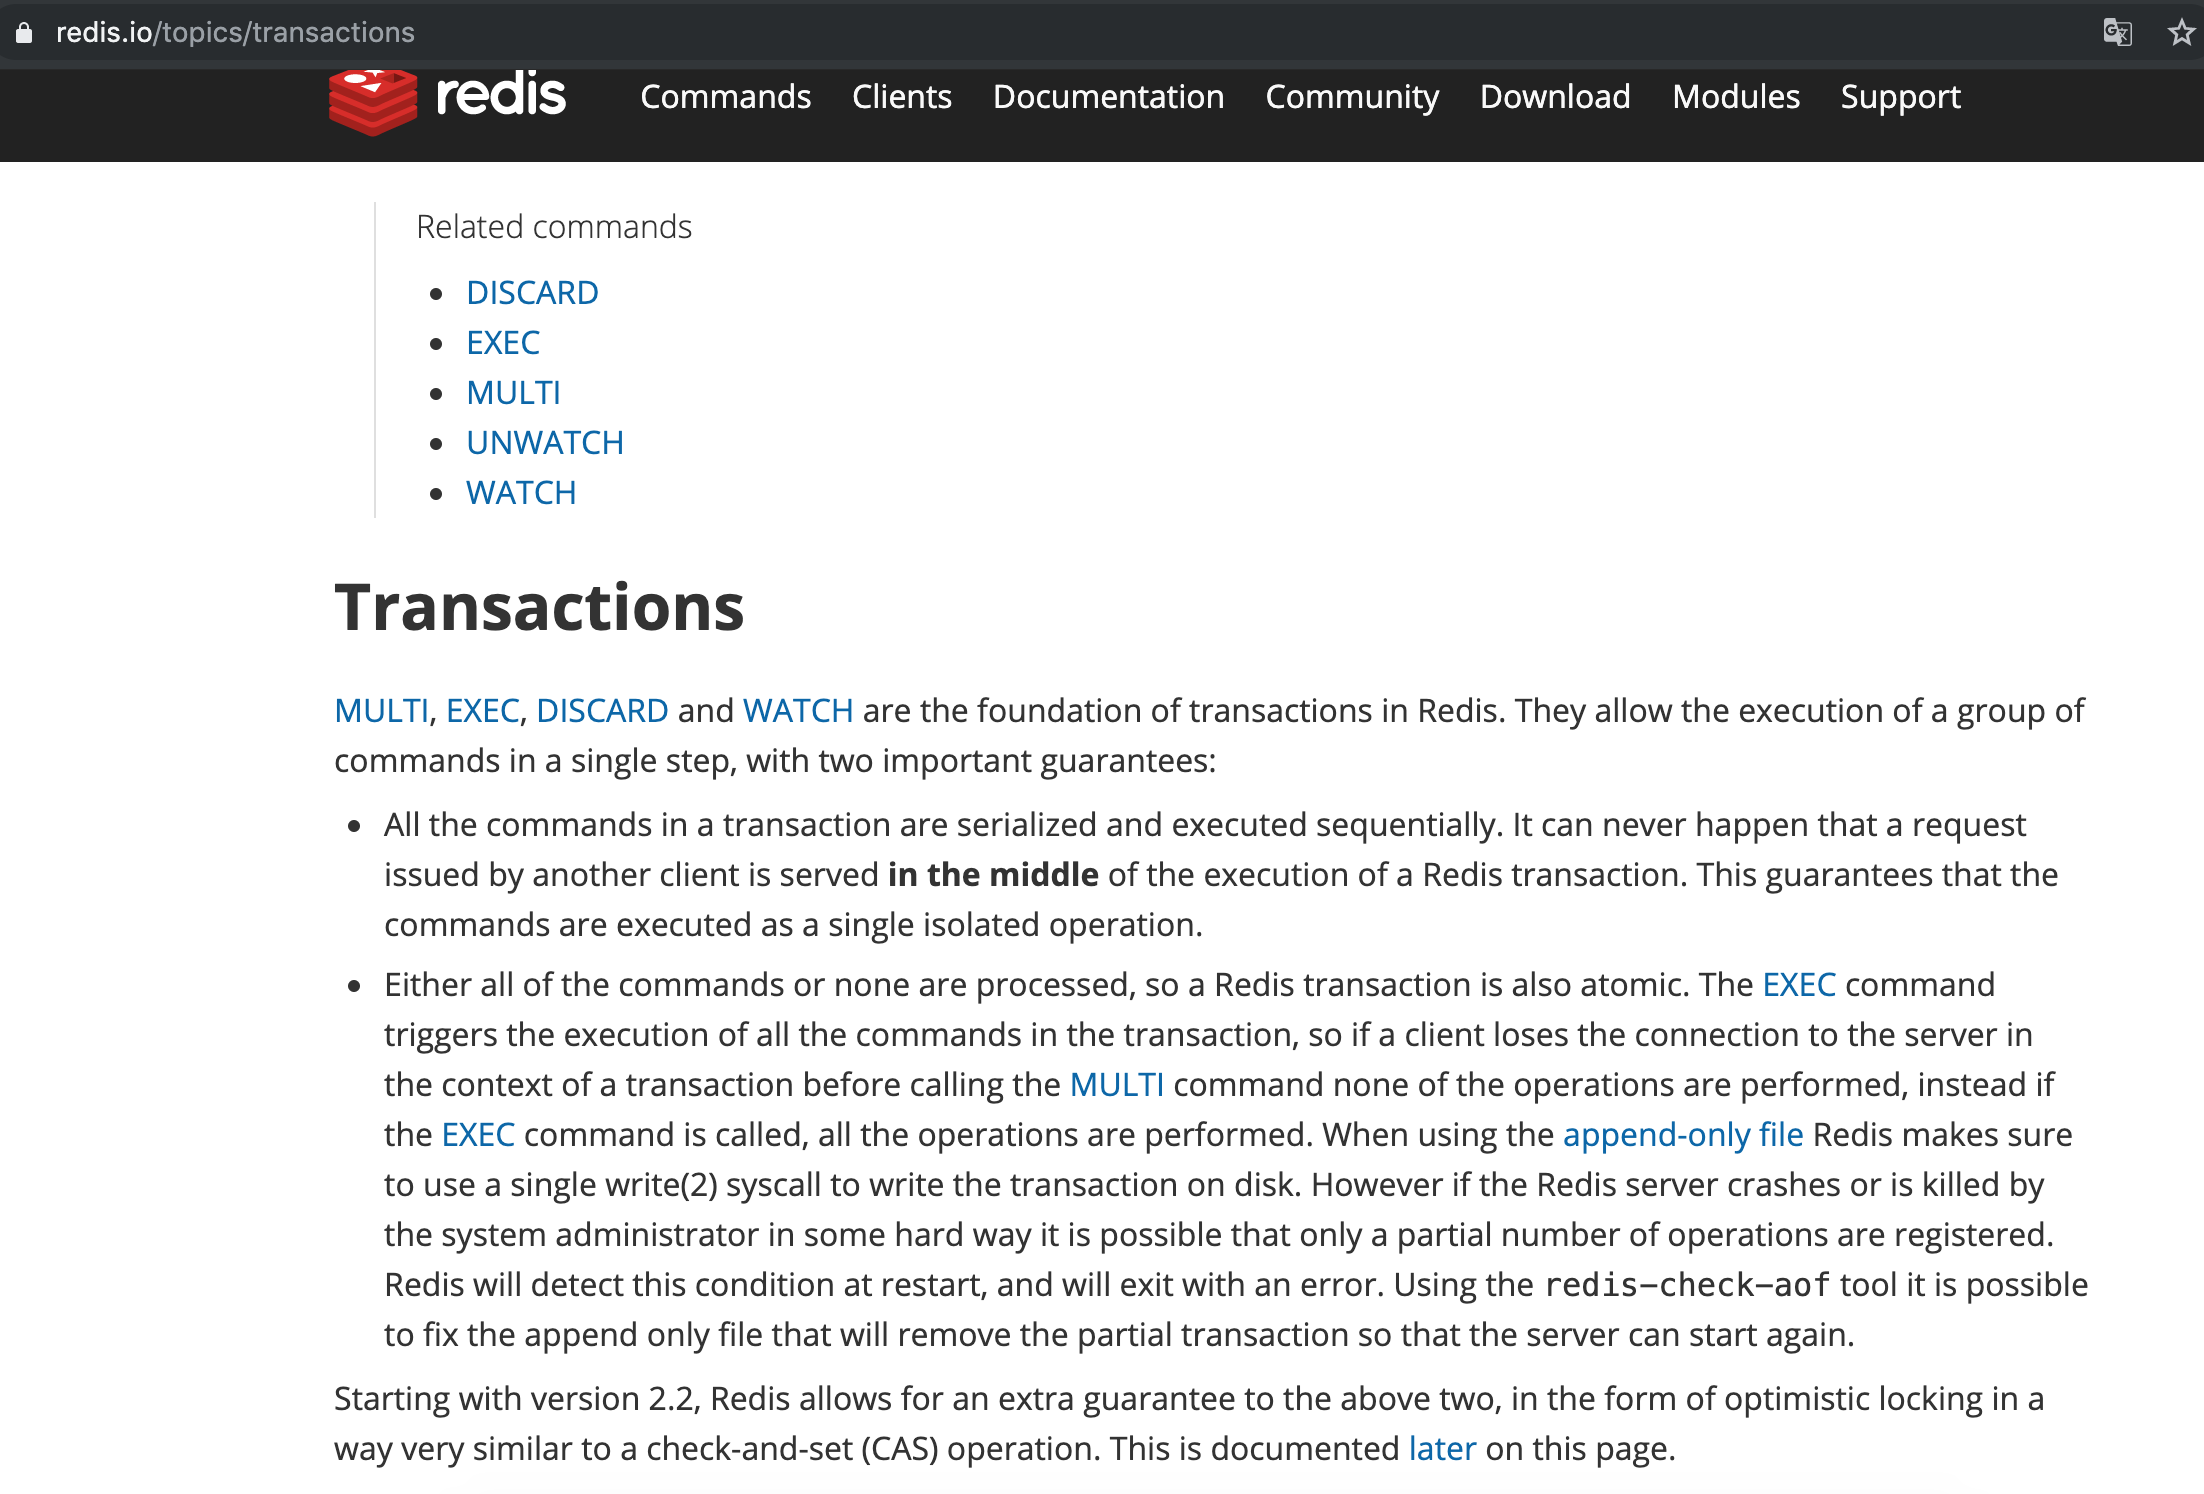 redis.io/topics/transactions
redis Commands Clients Documentation Community Download Modules Support
Related commands
DISCARD
EXEC
MULTI
UNWATCH
WATCH
Transactions
MULTI, EXEC, DISCARD and WATCH are the foundation of transactions in Redis. They allow the execution of a group of
commands in a single step, with two important guarantees:
All the commands in a transaction are serialized and executed sequentially. It can never happen that a request
issued by another client is served in the middle of the execution of a Redis transaction. This guarantees that the
commands are executed as a single isolated operation.
Either all of the commands or none are processed, so a Redis transaction is also atomic. The EXEC command
triggers the execution of all the commands in the transaction, so if a client loses the connection to the server in
the context of a transaction before calling the MULTI command none of the operations are performed, instead if
the EXEC command is called, all the operations are performed. When using the append-only file Redis makes sure
to use a single write(2) syscall to write the transaction on disk. However if the Redis server crashes or is killed by
the system administrator in some hard way it is possible that only a partial number of operations are registered.
Redis will detect this condition at restart, and will exit with an error. Using the redis-check-aof tool it is possible
to fix the append only file that will remove the partial transaction so that the server can start again.
Starting with version 2.2, Redis allows for an extra guarantee to the above two, in the form of optimistic locking in a
way very similar to a check-and-set (CAS) operation. This is documented later on this page.